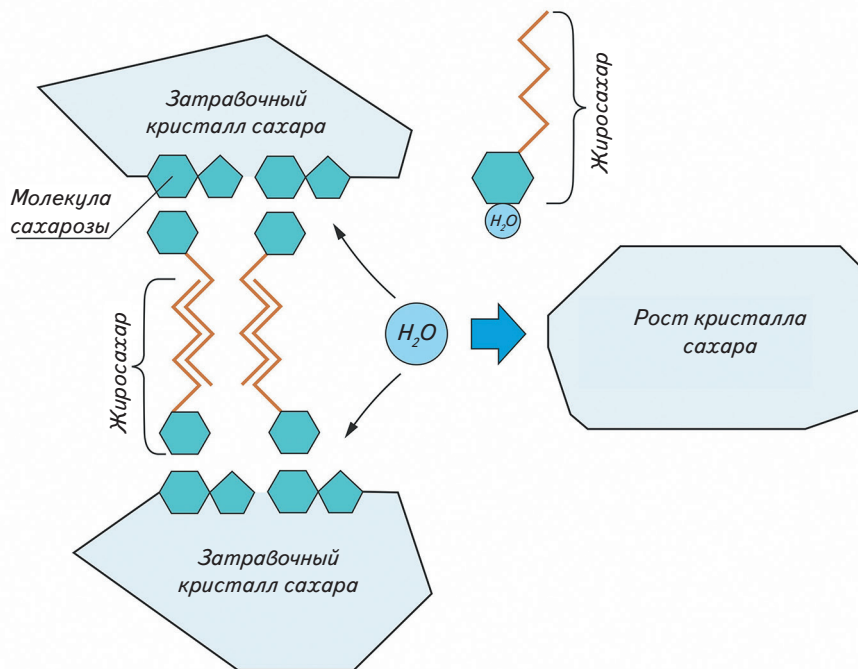 Затравочный
кристалл сахара
Жиросахар
H₂O
Молекула
сахарозы
Жиросахар
H₂O
Рост кристалла
сахара
Затравочный
кристалл сахара